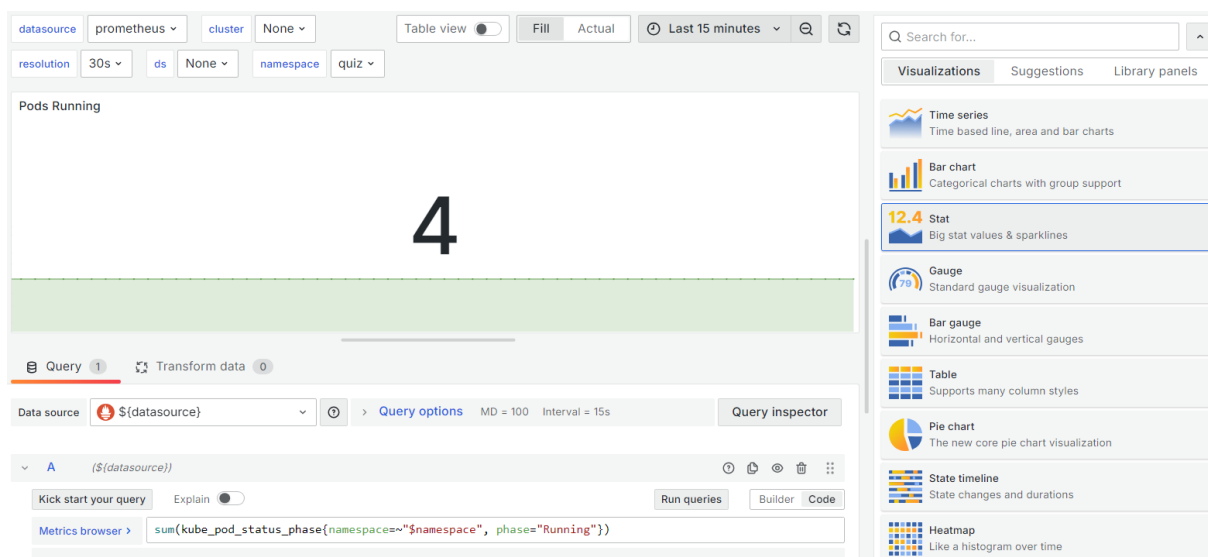 datasource prometheus cluster None Table view Fill Actual Last 15 minutes
resolution 30s ds None namespace quiz
Pods Running
4
Query 1 Transform data 0
Data source ${datasource} Query options MD = 100 Interval = 15s Query inspector
A (${datasource})
Kick start your query Explain Run queries Builder Code
Metrics browser > sum(kube_pod_status_phase{namespace=~"$namespace", phase="Running"})
Search for...
Visualizations Suggestions Library panels
Time series
Time based line, area and bar charts
Bar chart
Categorical charts with group support
12.4 Stat
Big stat values & sparklines
Gauge
79
Standard gauge visualization
Bar gauge
Horizontal and vertical gauges
Table
Supports many column styles
Pie chart
The new core pie chart visualization
State timeline
State changes and durations
Heatmap
Like a histogram over time